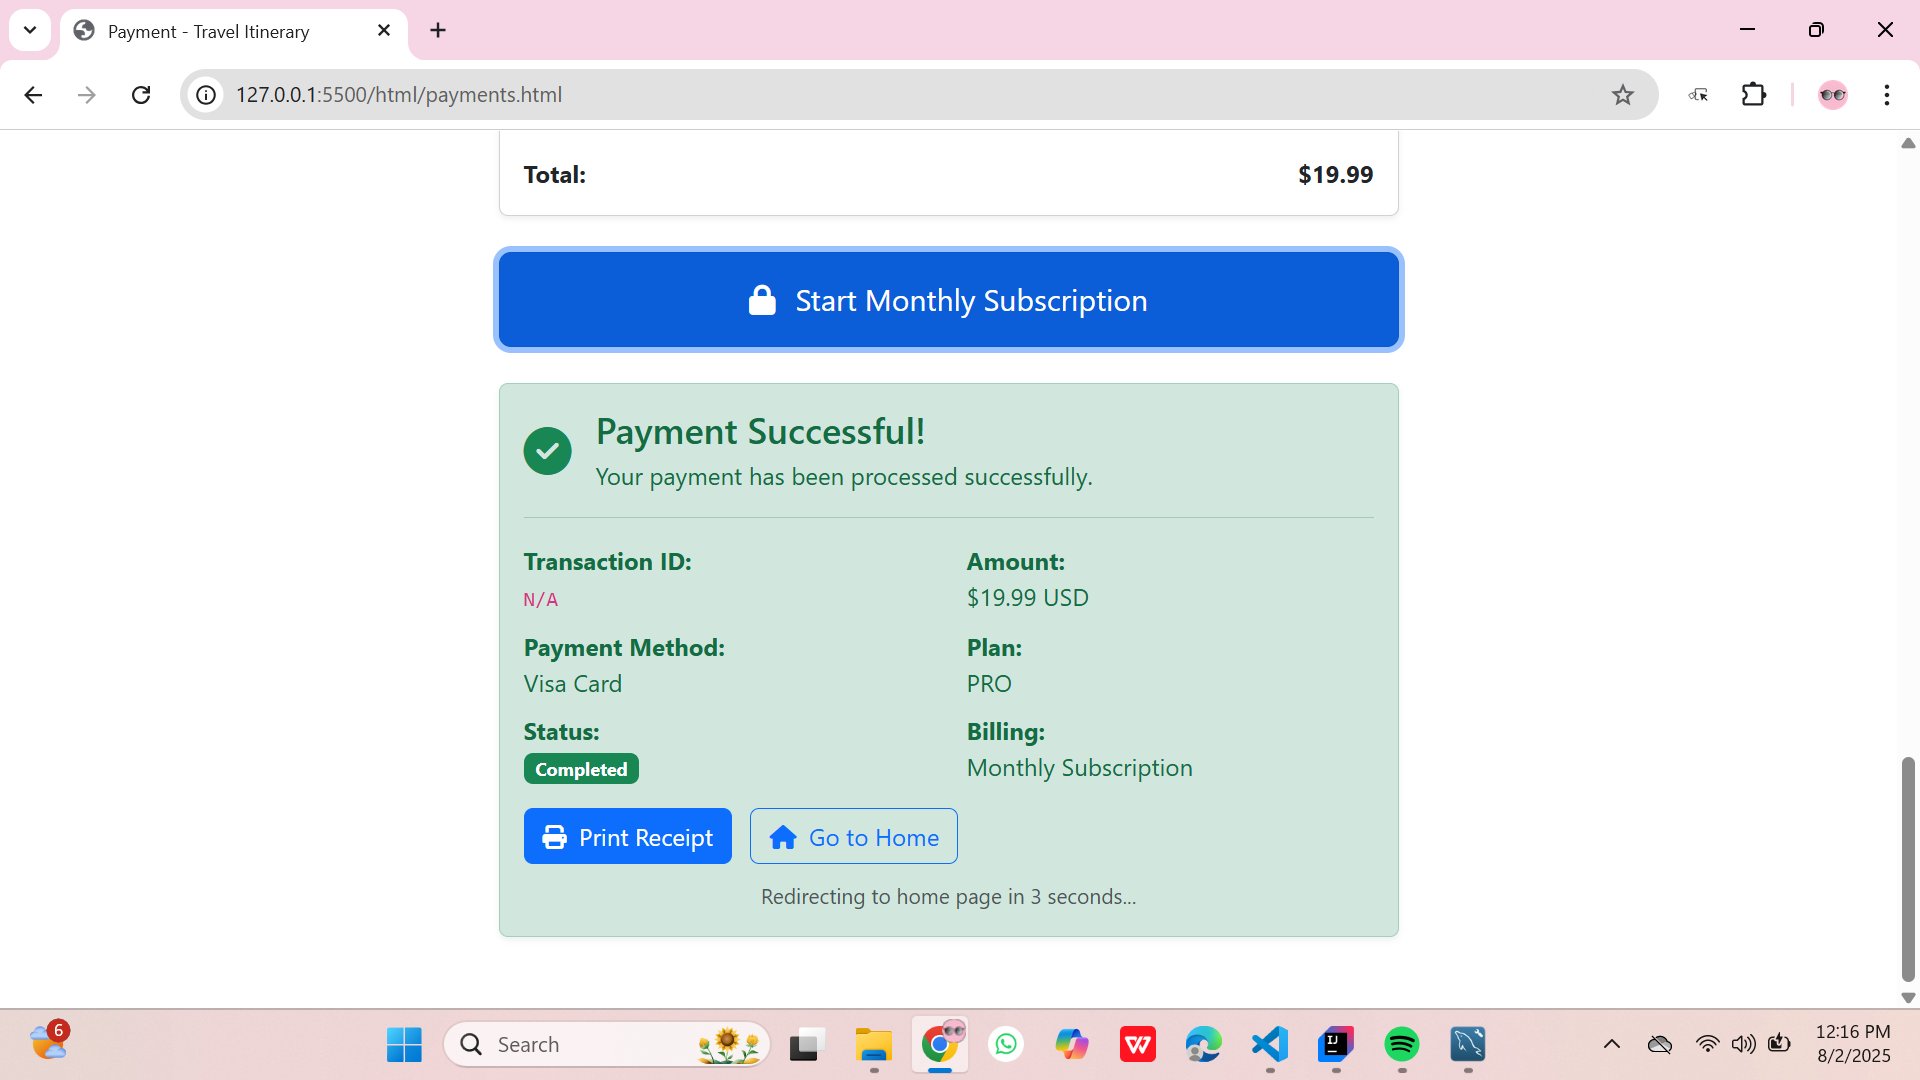 Payment - Travel Itinerary
127.0.0.1:5500/html/payments.html
Total: $19.99
Start Monthly Subscription
Payment Successful!
Your payment has been processed successfully.
Transaction ID: Amount:
N/A $19.99 USD
Payment Method: Plan:
Visa Card PRO
Status: Billing:
Completed Monthly Subscription
Print Receipt Go to Home
Redirecting to home page in 3 seconds...
6 Search W IJ 12:16 PM
8/2/2025